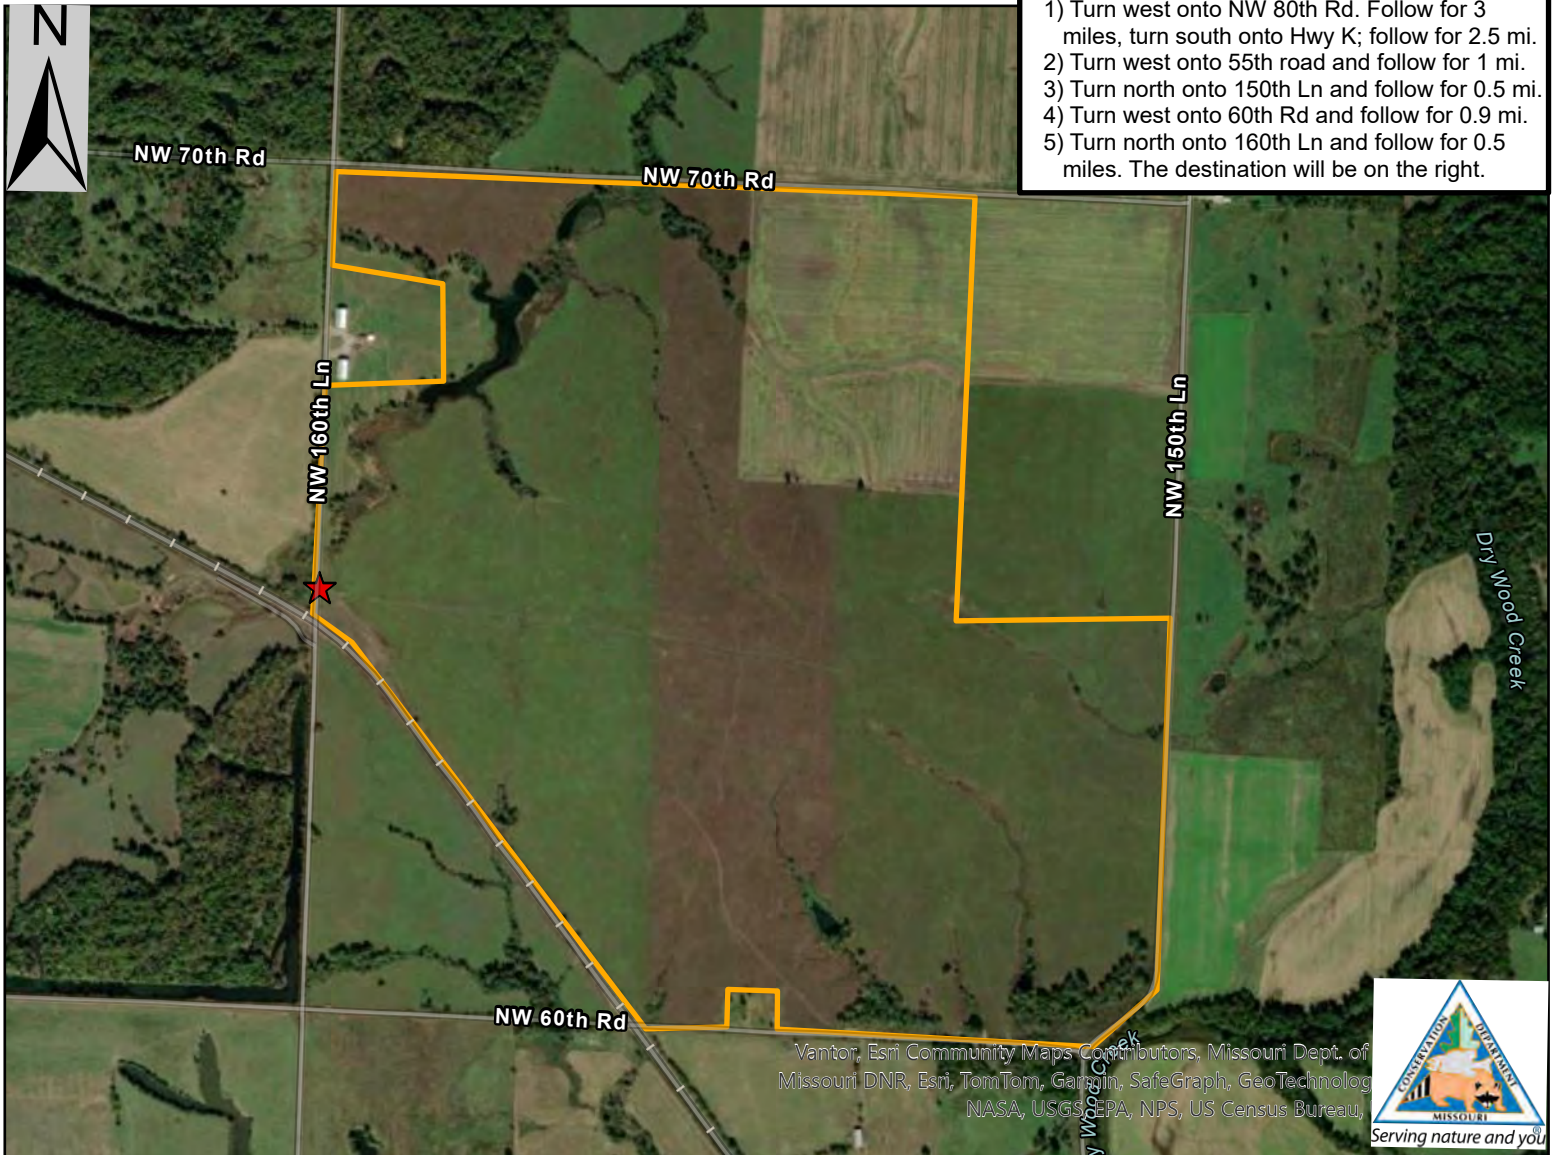 N
1) Turn west onto NW 80th Rd. Follow for 3
miles, turn south onto Hwy K; follow for 2.5 mi.
2) Turn west onto 55th road and follow for 1 mi.
3) Turn north onto 150th Ln and follow for 0.5 mi.
4) Turn west onto 60th Rd and follow for 0.9 mi.
5) Turn north onto 160th Ln and follow for 0.5
miles. The destination will be on the right.
NW 70th Rd
NW 70th Rd
NW 160th Ln
NW 150th Ln
Dry Wood Creek
NW 60th Rd
Wood Creek
Vantor, Esri Community Maps Contributors, Missouri Dept. of
Missouri DNR, Esri, TomTom, Garmin, SafeGraph, GeoTechnolog
NASA, USGS, EPA, NPS, US Census Bureau,
CONSERVATION
DEPARTMENT
MISSOURI
®
Serving nature and you